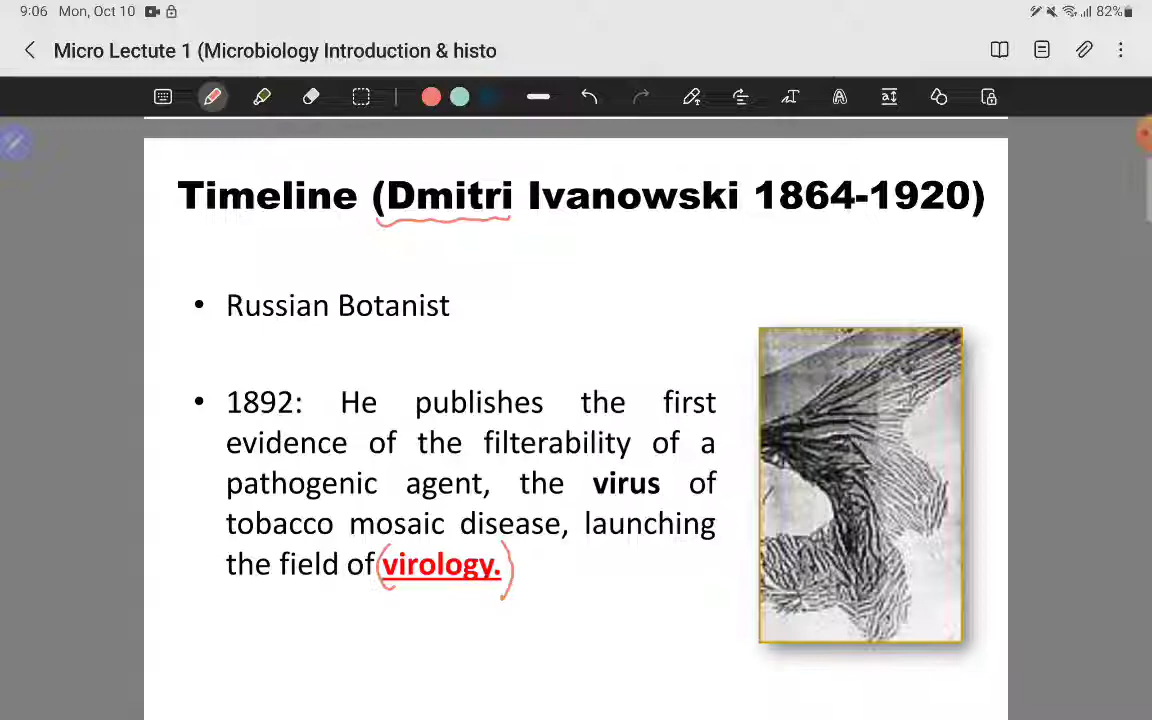 9:06 Mon, Oct 10 82%
Micro Lectute 1 (Microbiology Introduction & histo
Timeline (Dmitri Ivanowski 1864-1920)
• Russian Botanist
• 1892: He publishes the first
evidence of the filterability of a
pathogenic agent, the virus of
tobacco mosaic disease, launching
the field of (virology.)